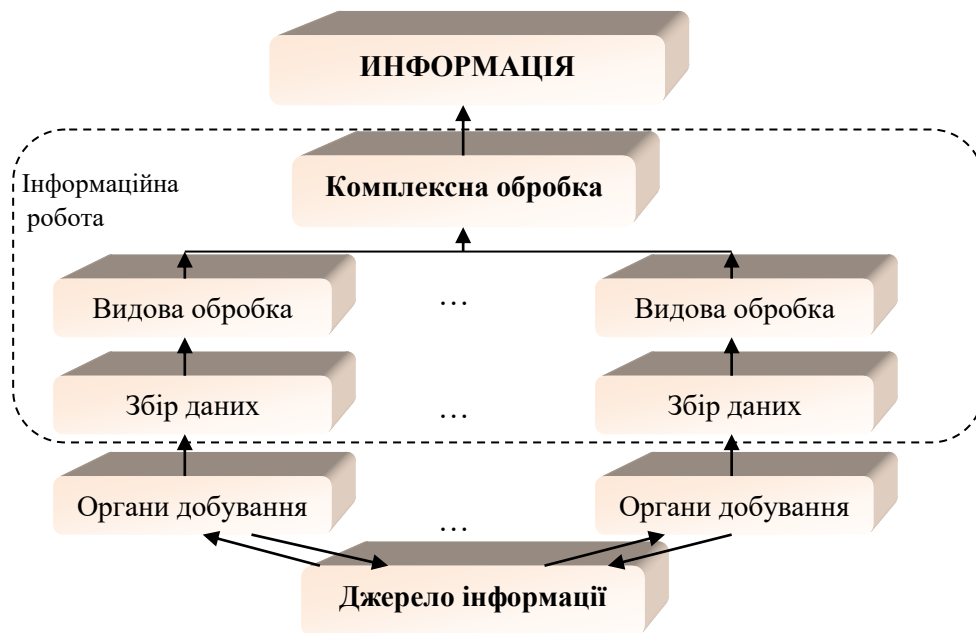 ИНФОРМАЦІЯ
Інформаційна
робота
Комплексна обробка
Видова обробка
…
Видова обробка
Збір даних
…
Збір даних
Органи добування
…
Органи добування
Джерело інформації